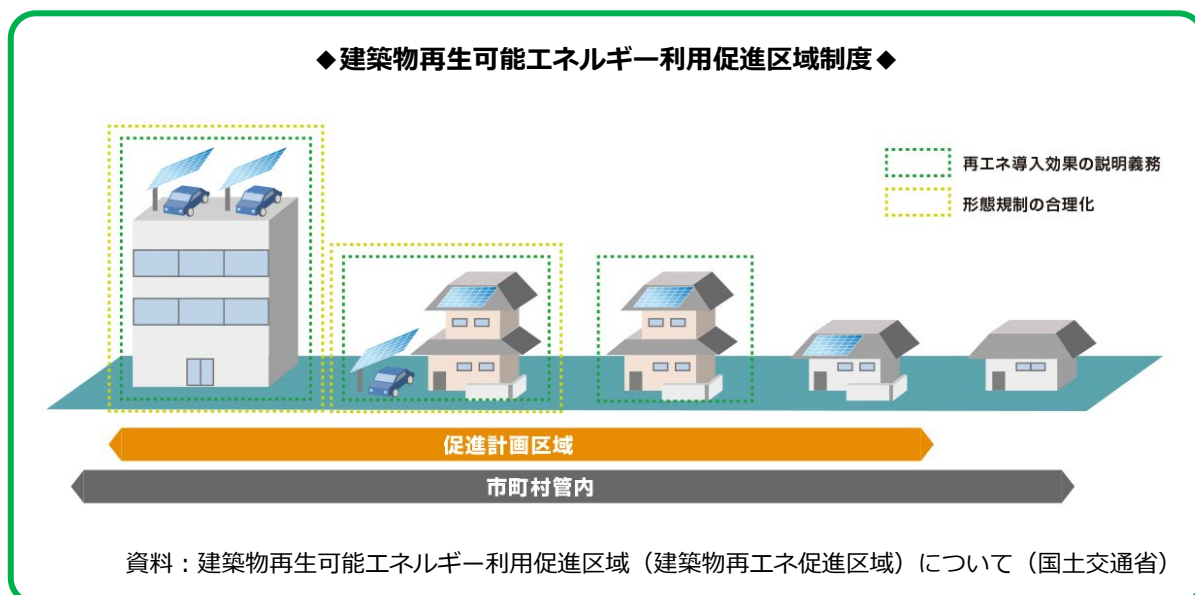 ◆建築物再生可能エネルギー利用促進区域制度◆
再エネ導入効果の説明義務
形態規制の合理化
促進計画区域
市町村管内
資料：建築物再生可能エネルギー利用促進区域（建築物再エネ促進区域）について（国土交通省）